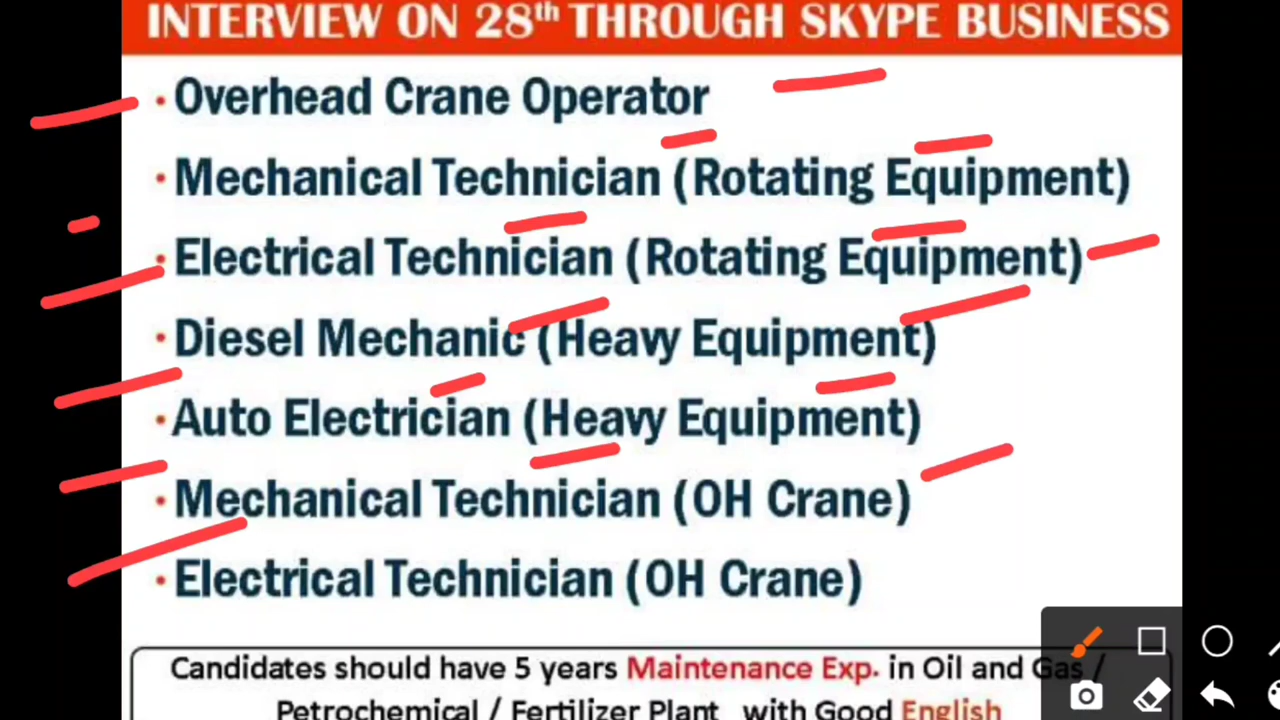 INTERVIEW ON 28th THROUGH SKYPE BUSINESS
• Overhead Crane Operator
• Mechanical Technician (Rotating Equipment)
• Electrical Technician (Rotating Equipment)
• Diesel Mechanic (Heavy Equipment)
• Auto Electrician (Heavy Equipment)
• Mechanical Technician (OH Crane)
• Electrical Technician (OH Crane)
Candidates should have 5 years Maintenance Exp. in Oil and Gas /
Petrochemical / Fertilizer Plant with Good English